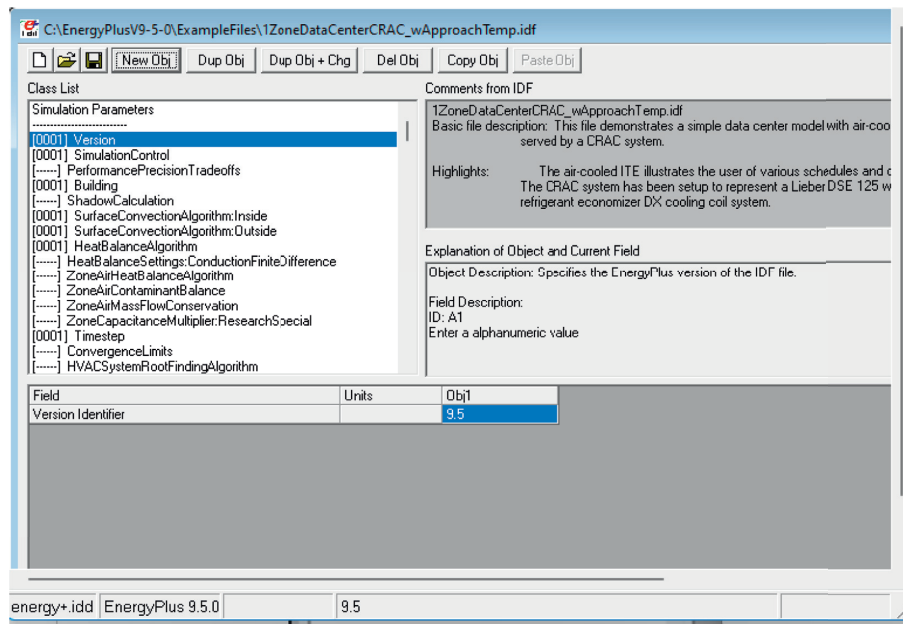 C:\EnergyPlusV9-5-0\ExampleFiles\1ZoneDataCenterCRAC_wApproachTemp.idf
New Obj Dup Obj Dup Obj + Chg Del Obj Copy Obj Paste Obj
Class List
Simulation Parameters
-------------------------
[0001] Version
[0001] SimulationControl
[------] PerformancePrecisionTradeoffs
[0001] Building
[------] ShadowCalculation
[0001] SurfaceConvectionAlgorithm:Inside
[0001] SurfaceConvectionAlgorithm:Outside
[0001] HeatBalanceAlgorithm
[------] HeatBalanceSettings:ConductionFiniteDifference
[------] ZoneAirHeatBalanceAlgorithm
[------] ZoneAirContaminantBalance
[------] ZoneAirMassFlowConservation
[------] ZoneCapacitanceMultiplier:ResearchSpecial
[0001] Timestep
[------] ConvergenceLimits
[------] HVACSystemRootFindingAlgorithm
Comments from IDF
1ZoneDataCenterCRAC_wApproachTemp.idf
Basic file description: This file demonstrates a simple data center model with air-coo
served by a CRAC system.
Highlights: The air-cooled ITE illustrates the user of various schedules and c
The CRAC system has been setup to represent a Lieber DSE 125 w
refrigerant economizer DX cooling coil system.
Explanation of Object and Current Field
Object Description: Specifies the EnergyPlus version of the IDF file.
Field Description:
ID: A1
Enter a alphanumeric value
Field Units Obj1
Version Identifier 9.5
energy+.idd EnergyPlus 9.5.0 9.5